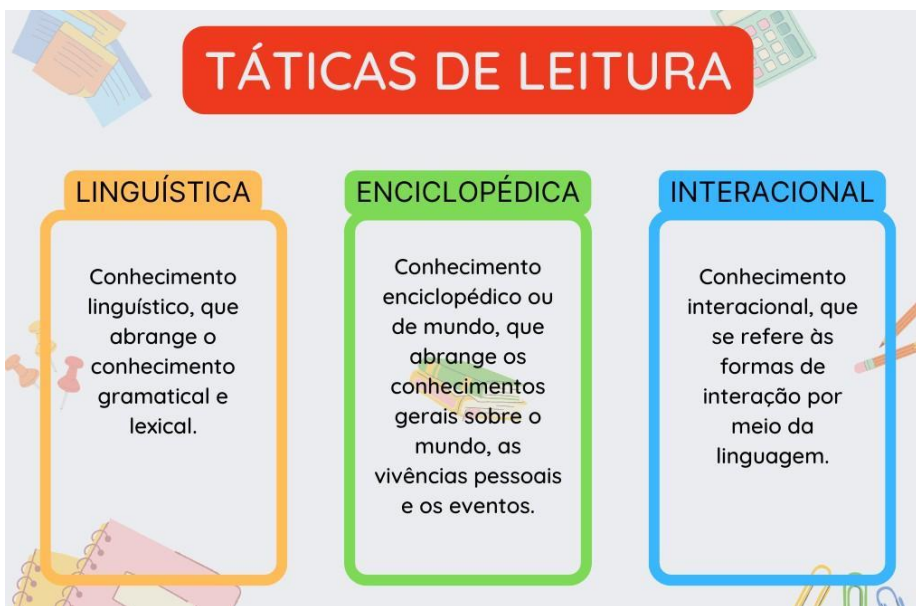 TÁTICAS DE LEITURA
LINGUÍSTICA
Conhecimento
linguístico, que
abrange o
conhecimento
gramatical e
lexical.
ENCICLOPÉDICA
Conhecimento
enciclopédico ou
de mundo, que
abrange os
conhecimentos
gerais sobre o
mundo, as
vivências pessoais
e os eventos.
INTERACIONAL
Conhecimento
interacional, que
se refere às
formas de
interação por
meio da
linguagem.